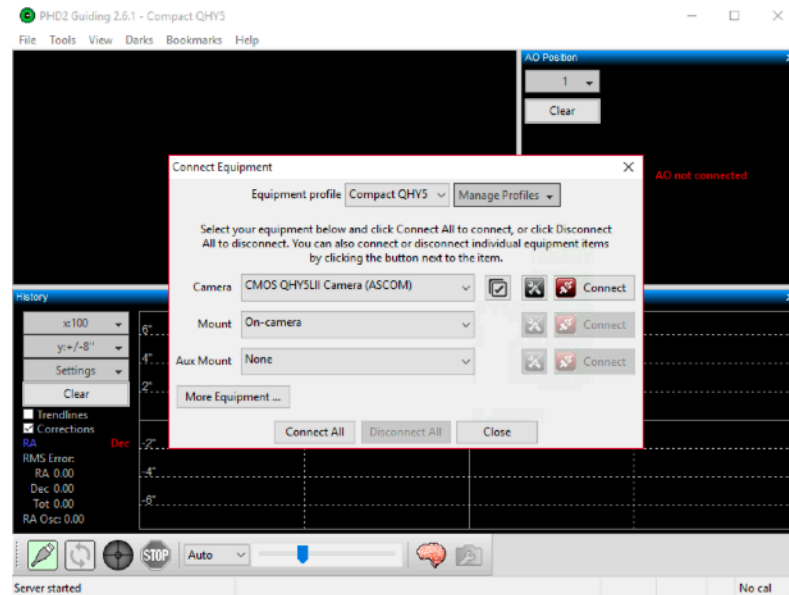 PHD2 Guiding 2.6.1 - Compact QHY5
File Tools View Darks Bookmarks Help
AO Position
1
Clear
AO not connected
Connect Equipment
Equipment profile Compact QHY5 Manage Profiles
Select your equipment below and click Connect All to connect, or click Disconnect
All to disconnect. You can also connect or disconnect individual equipment items
by clicking the button next to the item.
Camera CMOS QHY5LII Camera (ASCOM) Connect
Mount On-camera Connect
Aux Mount None Connect
More Equipment ...
Connect All Disconnect All Close
History
x:100
y:+/-8"
Settings
Clear
Trendlines
Corrections
RA Dec
RMS Error:
RA 0.00
Dec 0.00
Tot 0.00
RA Osc: 0.00
6"
4"
2"
-2"
-4"
-6"
STOP Auto
Server started No cal